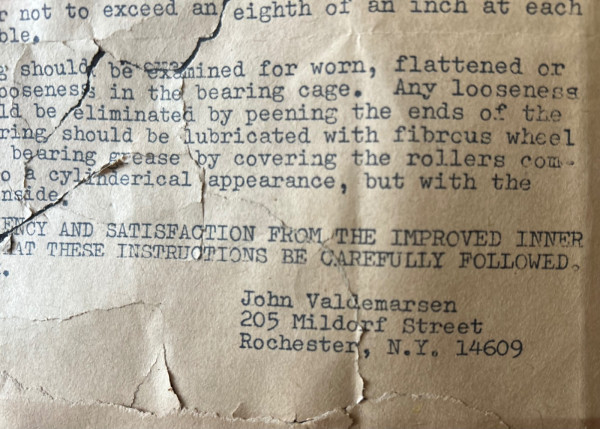 r not to exceed an eighth of an inch at each
ble.
g should be examined for worn, flattened or
ooseness in the bearing cage. Any looseness
ld be eliminated by peening the ends of the
ring should be lubricated with fibrous wheel
bearing grease by covering the rollers com-
o a cylinderical appearance, but with the
nside.
ENCY AND SATISFACTION FROM THE IMPROVED INNER
AT THESE INSTRUCTIONS BE CAREFULLY FOLLOWED.
.
John Valdemarsen
205 Mildorf Street
Rochester, N.Y. 14609